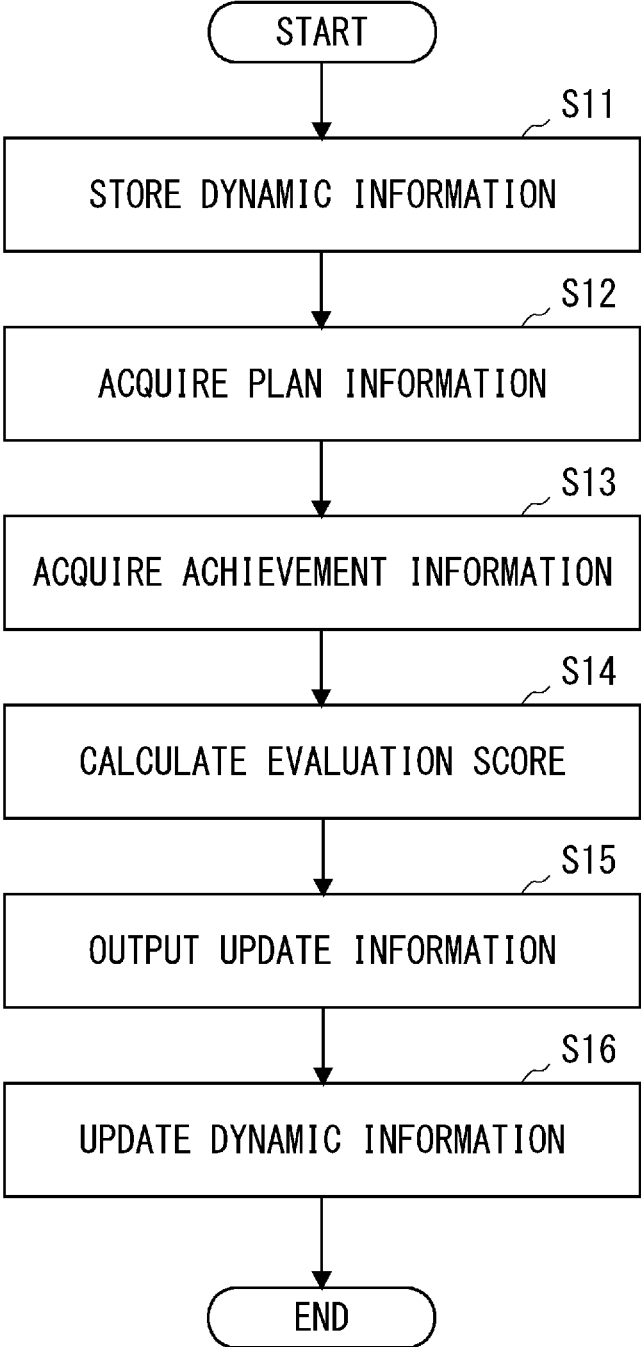 START
S11
STORE DYNAMIC INFORMATION
S12
ACQUIRE PLAN INFORMATION
S13
ACQUIRE ACHIEVEMENT INFORMATION
S14
CALCULATE EVALUATION SCORE
S15
OUTPUT UPDATE INFORMATION
S16
UPDATE DYNAMIC INFORMATION
END